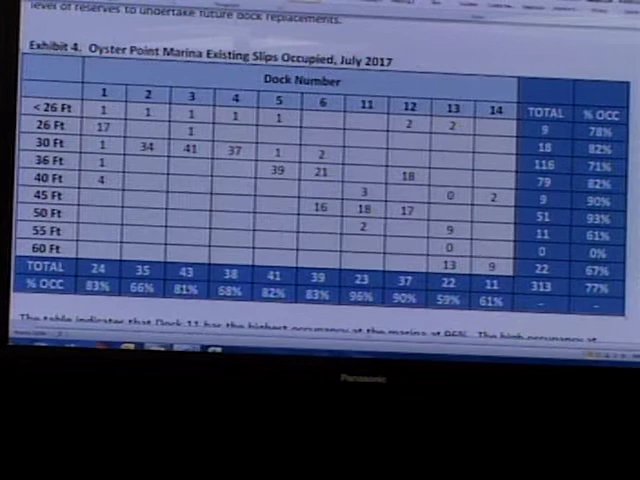 level of reserves to undertake future dock replacements.
Exhibit 4. Oyster Point Marina Existing Slips Occupied, July 2017
Dock Number
1 2 3 4 5 6 11 12 13 14 TOTAL % OCC
< 26 Ft 1 1 1 1 1 2 2 9 78%
26 Ft 17 1 18 82%
30 Ft 1 34 41 37 1 2 116 71%
36 Ft 1 39 21 18 79 82%
40 Ft 4 3 0 2 9 90%
45 Ft 16 18 17 51 93%
50 Ft 2 9 11 61%
55 Ft 0 0 0%
60 Ft 13 9 22 67%
TOTAL 24 35 43 38 41 39 23 37 22 11 313 77%
% OCC 83% 66% 81% 68% 82% 83% 96% 90% 59% 61% - -
The table indicates that Dock 11 has the highest occupancy at the marina at 96%. The high occupancy at
Panasonic